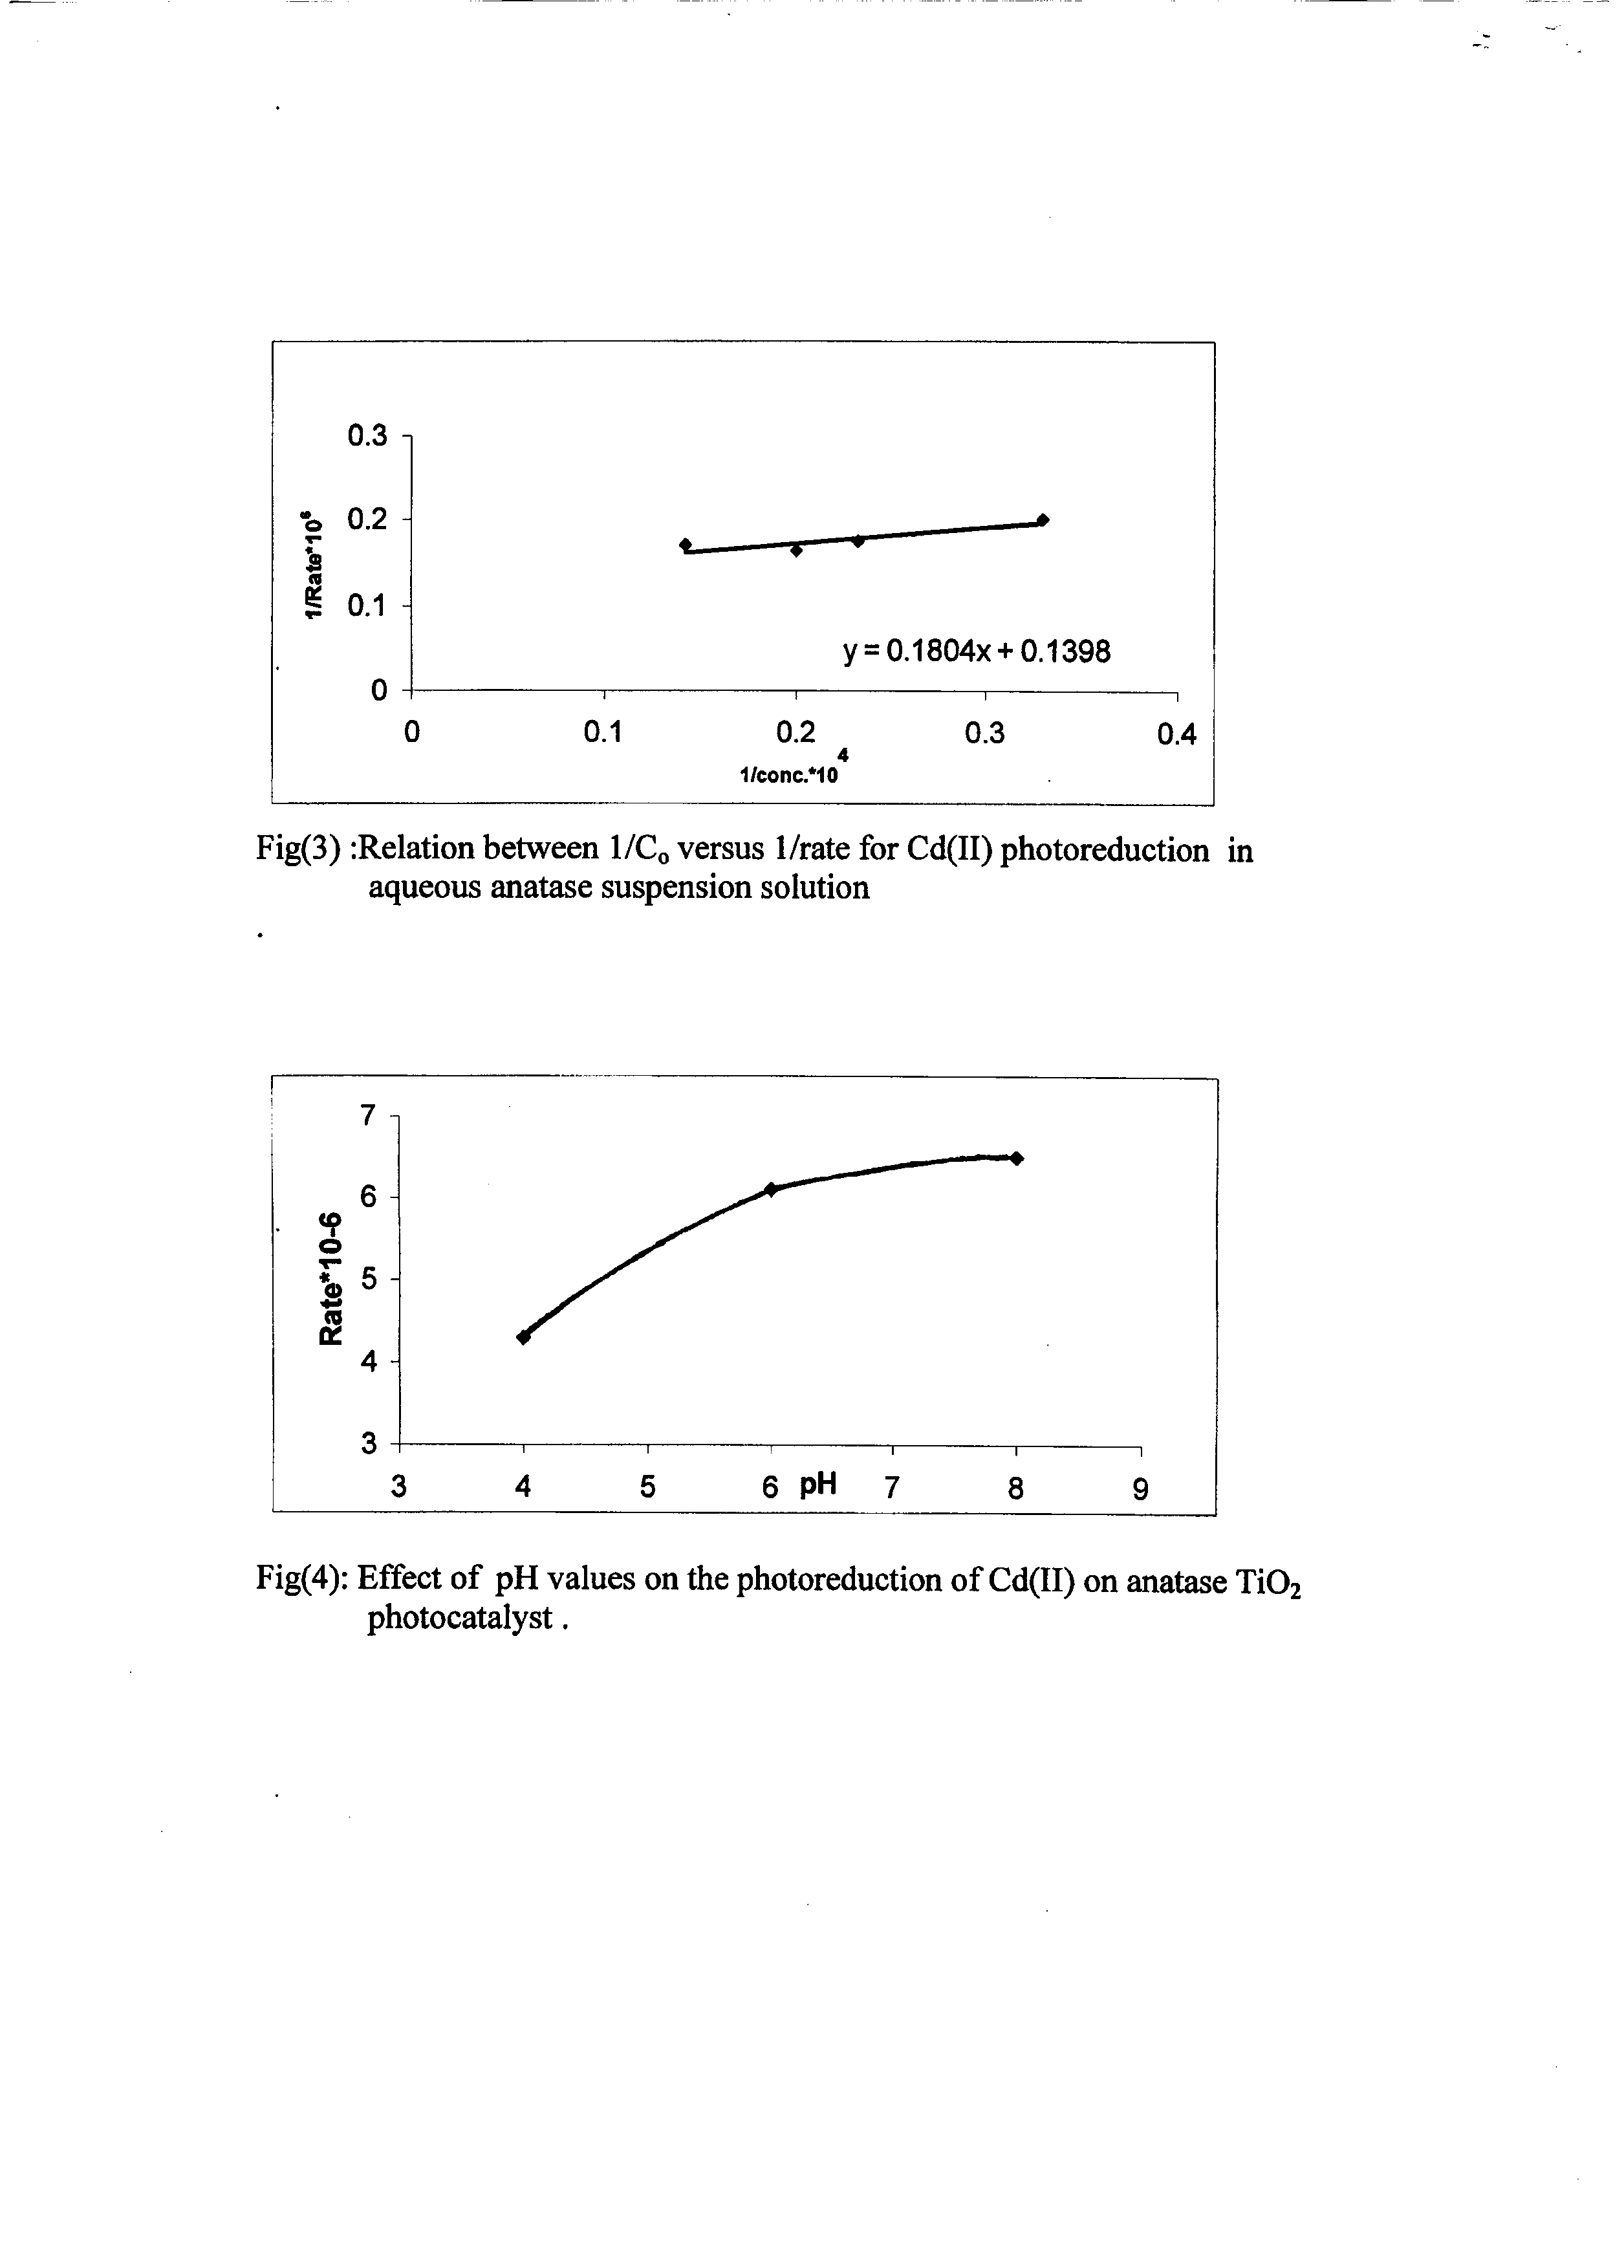 0.3
0.2
0.1
0
1/Rate*10⁶
y = 0.1804x + 0.1398
0 0.1 0.2 0.3 0.4
1/conc.*10⁴
Fig(3) :Relation between 1/Cₒ versus 1/rate for Cd(II) photoreduction in
aqueous anatase suspension solution
7
6
5
4
3
Rate*10-6
3 4 5 6 pH 7 8 9
Fig(4): Effect of pH values on the photoreduction of Cd(II) on anatase TiO₂
photocatalyst .